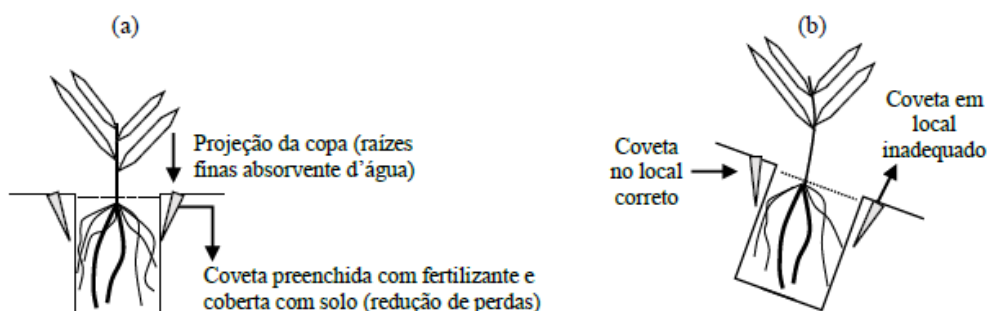 (a)
Projeção da copa (raízes
finas absorvente d’água)
Coveta preenchida com fertilizante e
coberta com solo (redução de perdas)
(b)
Coveta
no local
correto
Coveta em
local
inadequado